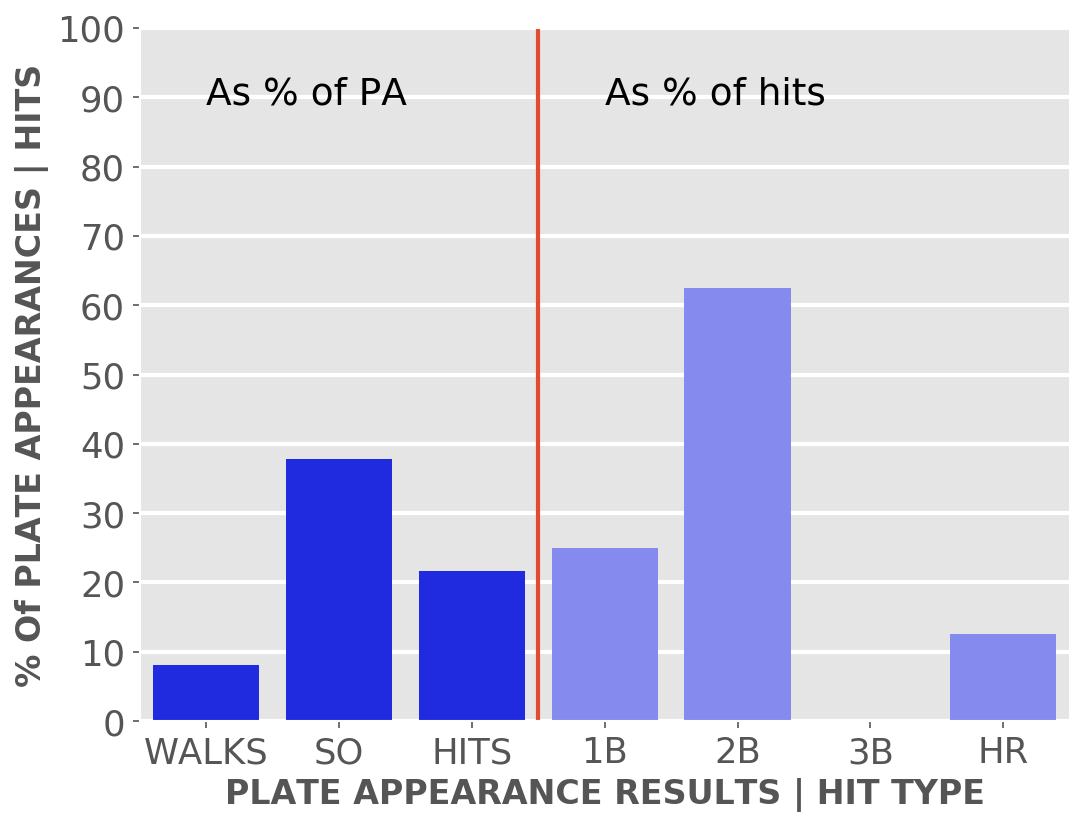 100
90
80
70
60
50
40
30
20
10
0
% Of PLATE APPEARANCES | HITS
As % of PA
As % of hits
WALKS SO HITS 1B 2B 3B HR
PLATE APPEARANCE RESULTS | HIT TYPE